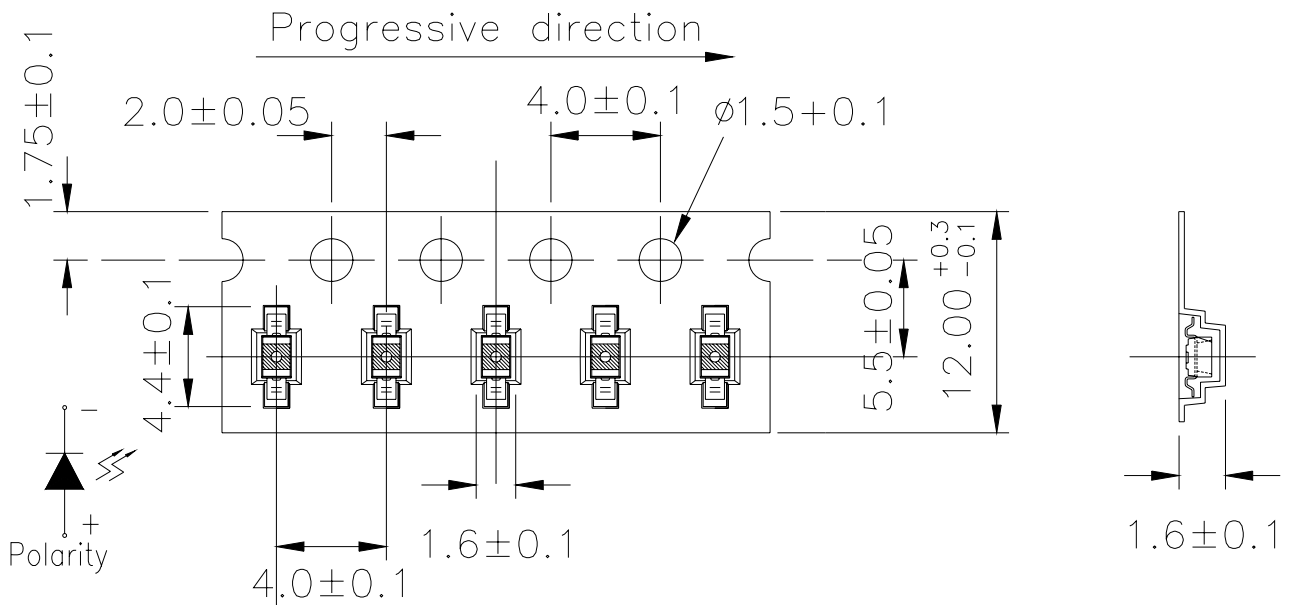 Progressive direction
1.75±0.1
2.0±0.05
4.0±0.1
ø1.5+0.1
4.4±0.1
5.5±0.05
12.00 +0.3 -0.1
-
+
Polarity
1.6±0.1
4.0±0.1
1.6±0.1